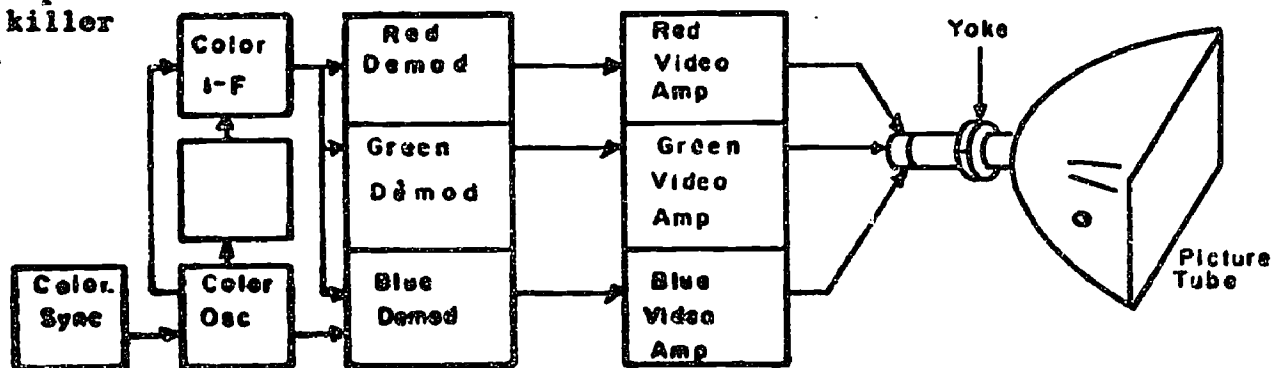 killer
Color
I-F
Red
Demod
Red
Video
Amp
Yoke
Green
Demod
Green
Video
Amp
Color
Sync
Color
Osc
Blue
Demod
Blue
Video
Amp
Picture
Tube